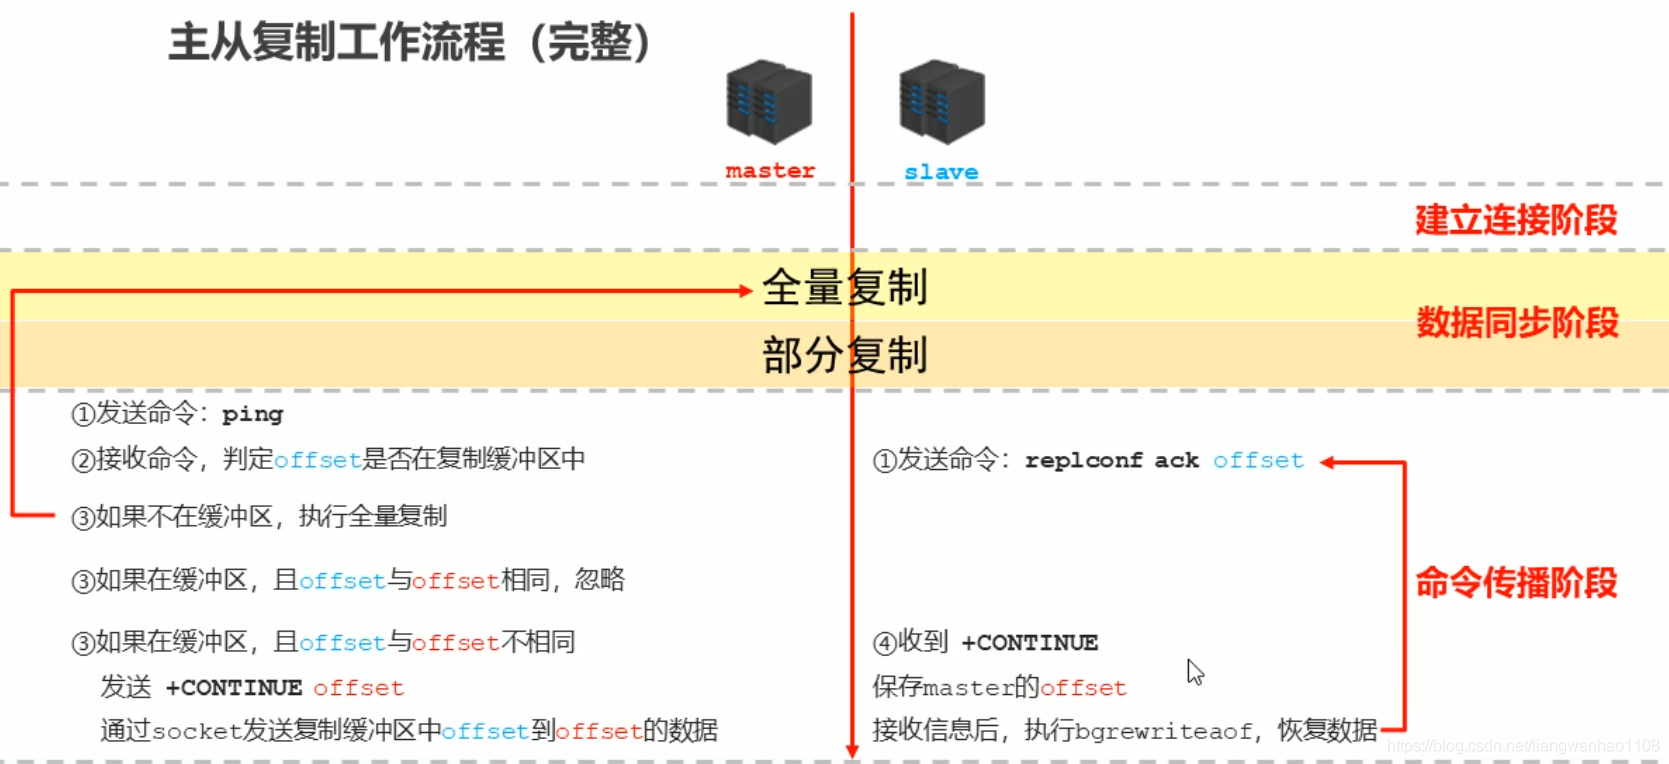 主从复制工作流程（完整）
master
slave
建立连接阶段
全量复制
数据同步阶段
部分复制
①发送命令：ping
②接收命令，判定offset是否在复制缓冲区中
①发送命令：replconf ack offset
③如果不在缓冲区，执行全量复制
③如果在缓冲区，且offset与offset相同，忽略
命令传播阶段
③如果在缓冲区，且offset与offset不相同
④收到 +CONTINUE
发送 +CONTINUE offset
保存master的offset
通过socket发送复制缓冲区中offset到offset的数据
接收信息后，执行bgrewriteaof，恢复数据
https://blog.csdn.net/liangwenhao1108